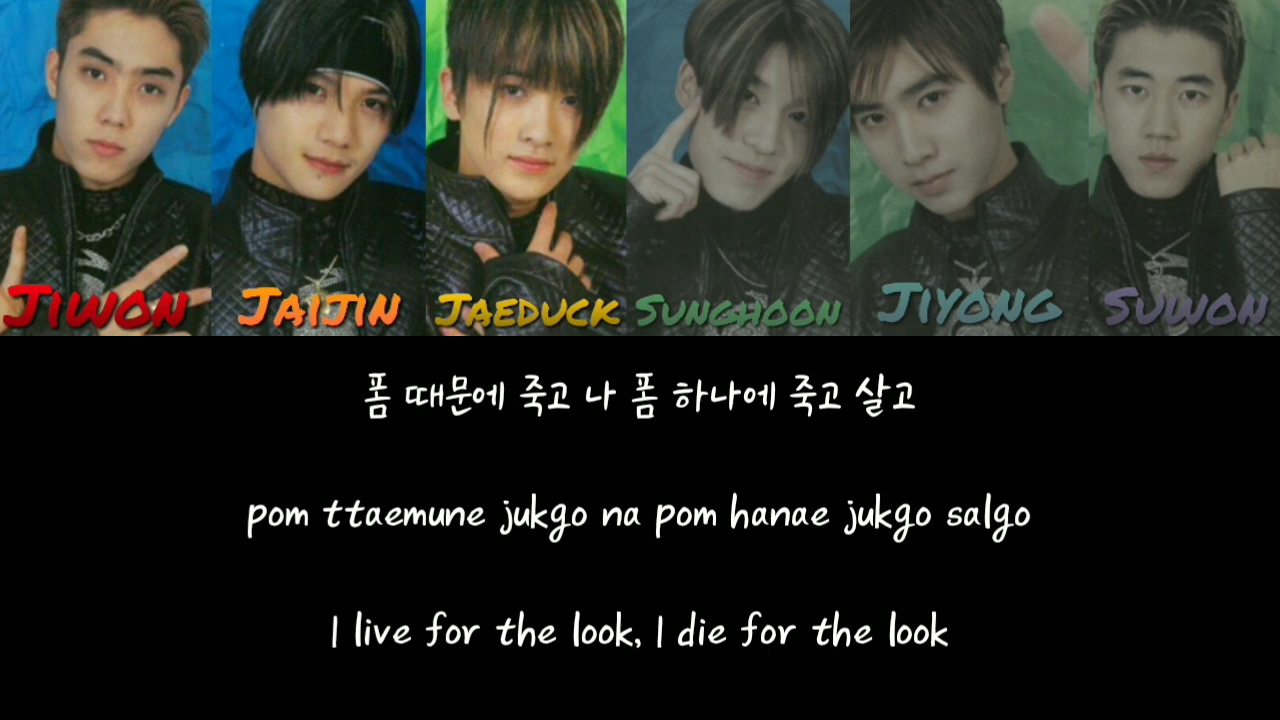 Jiwon Jaijin Jaeduck Sunghoon Jiyong Suwon
폼 때문에 죽고 나 폼 하나에 죽고 살고
pom ttaemune jukgo na pom hanae jukgo salgo
I live for the look, I die for the look